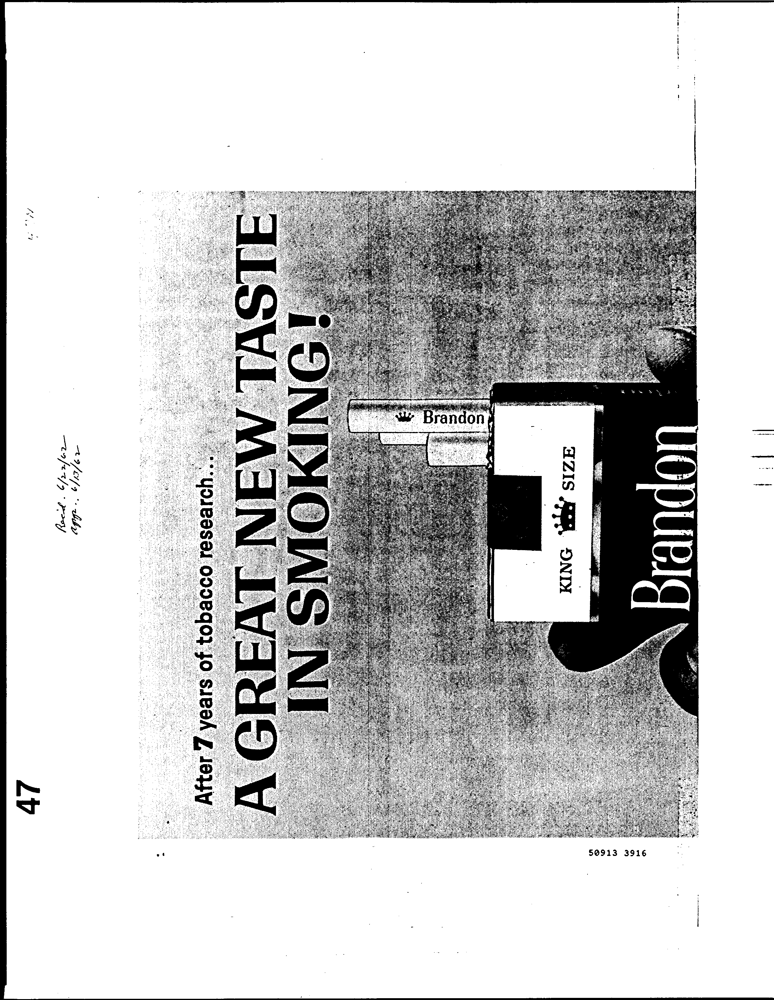 After 7 years of tobacco research....
A GREAT NEW TASTE
IN SMOKING!
Brandon
KING SIZE
Brandon
47
50913 3916